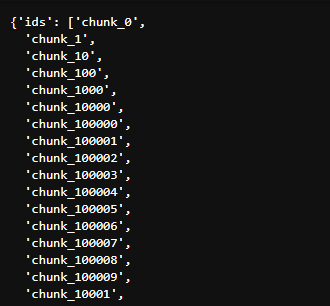 {'ids': ['chunk_0',
'chunk_1',
'chunk_10',
'chunk_100',
'chunk_1000',
'chunk_10000',
'chunk_100000',
'chunk_100001',
'chunk_100002',
'chunk_100003',
'chunk_100004',
'chunk_100005',
'chunk_100006',
'chunk_100007',
'chunk_100008',
'chunk_100009',
'chunk_10001',